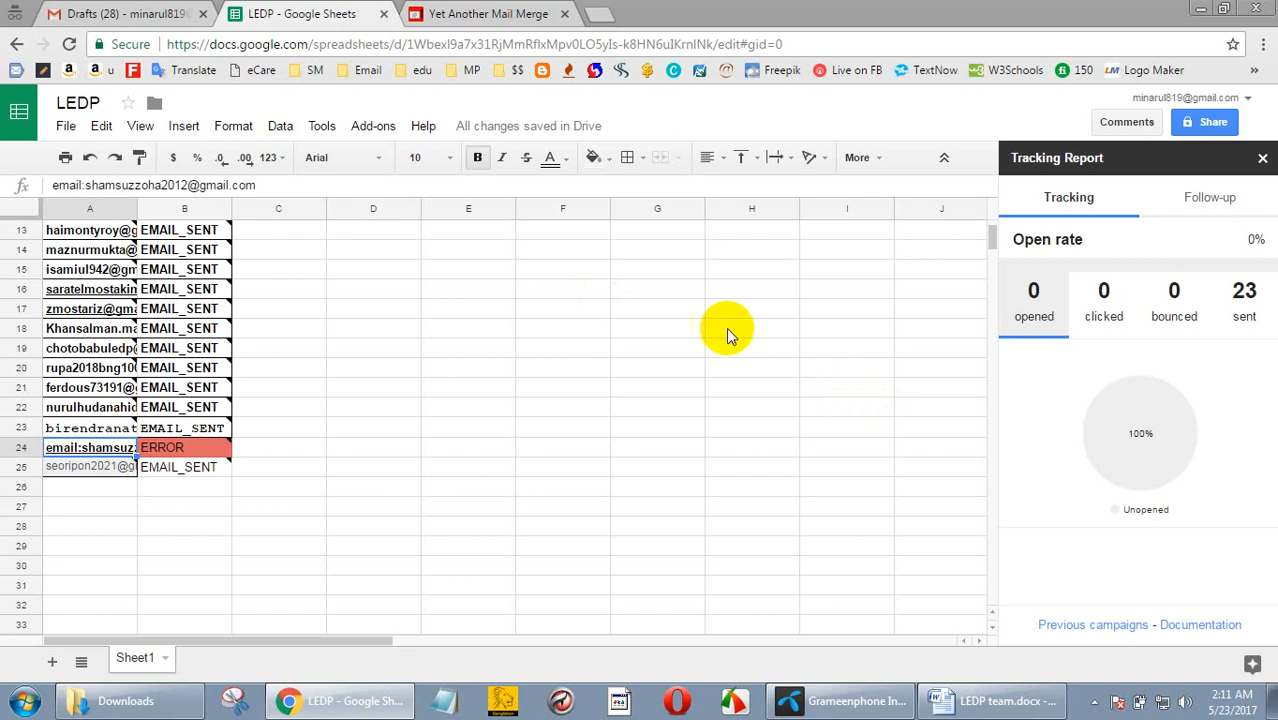 Drafts (28) - minarul819@
LEDP - Google Sheets
Yet Another Mail Merge
Secure
https://docs.google.com/spreadsheets/d/1Wbexl9a7x31RjMmRflxMpv0LO5yIs-k8HN6uIKrnINk/edit#gid=0
Translate eCare SM Email edu MP $$ Freepik Live on FB TextNow W3Schools 150 Logo Maker »
LEDP
minarul819@gmail.com
File Edit View Insert Format Data Tools Add-ons Help All changes saved in Drive
Comments Share
$ % .0 .00 123 Arial 10 B I S A More
fx email:shamsuzzoha2012@gmail.com
A B C D E F G H I J
13 haimontyroy@g EMAIL_SENT
14 maznurmukta@ EMAIL_SENT
15 isamiul942@gm EMAIL_SENT
16 saratelmostakin EMAIL_SENT
17 zmostariz@gma EMAIL_SENT
18 Khansalman.ma EMAIL_SENT
19 chotobabuledp@ EMAIL_SENT
20 rupa2018bng100 EMAIL_SENT
21 ferdous73191@g EMAIL_SENT
22 nurulhudanahid EMAIL_SENT
23 birendranat EMAIL_SENT
24 email:shamsuzz ERROR
25 seoripon2021@g EMAIL_SENT
26
27
28
29
30
31
32
33
Tracking Report
Tracking Follow-up
Open rate 0%
0 0 0 23
opened clicked bounced sent
100%
Unopened
Previous campaigns - Documentation
Sheet1
Downloads
LEDP - Google She...
Grameenphone In...
LEDP team.docx -
2:11 AM
5/23/2017